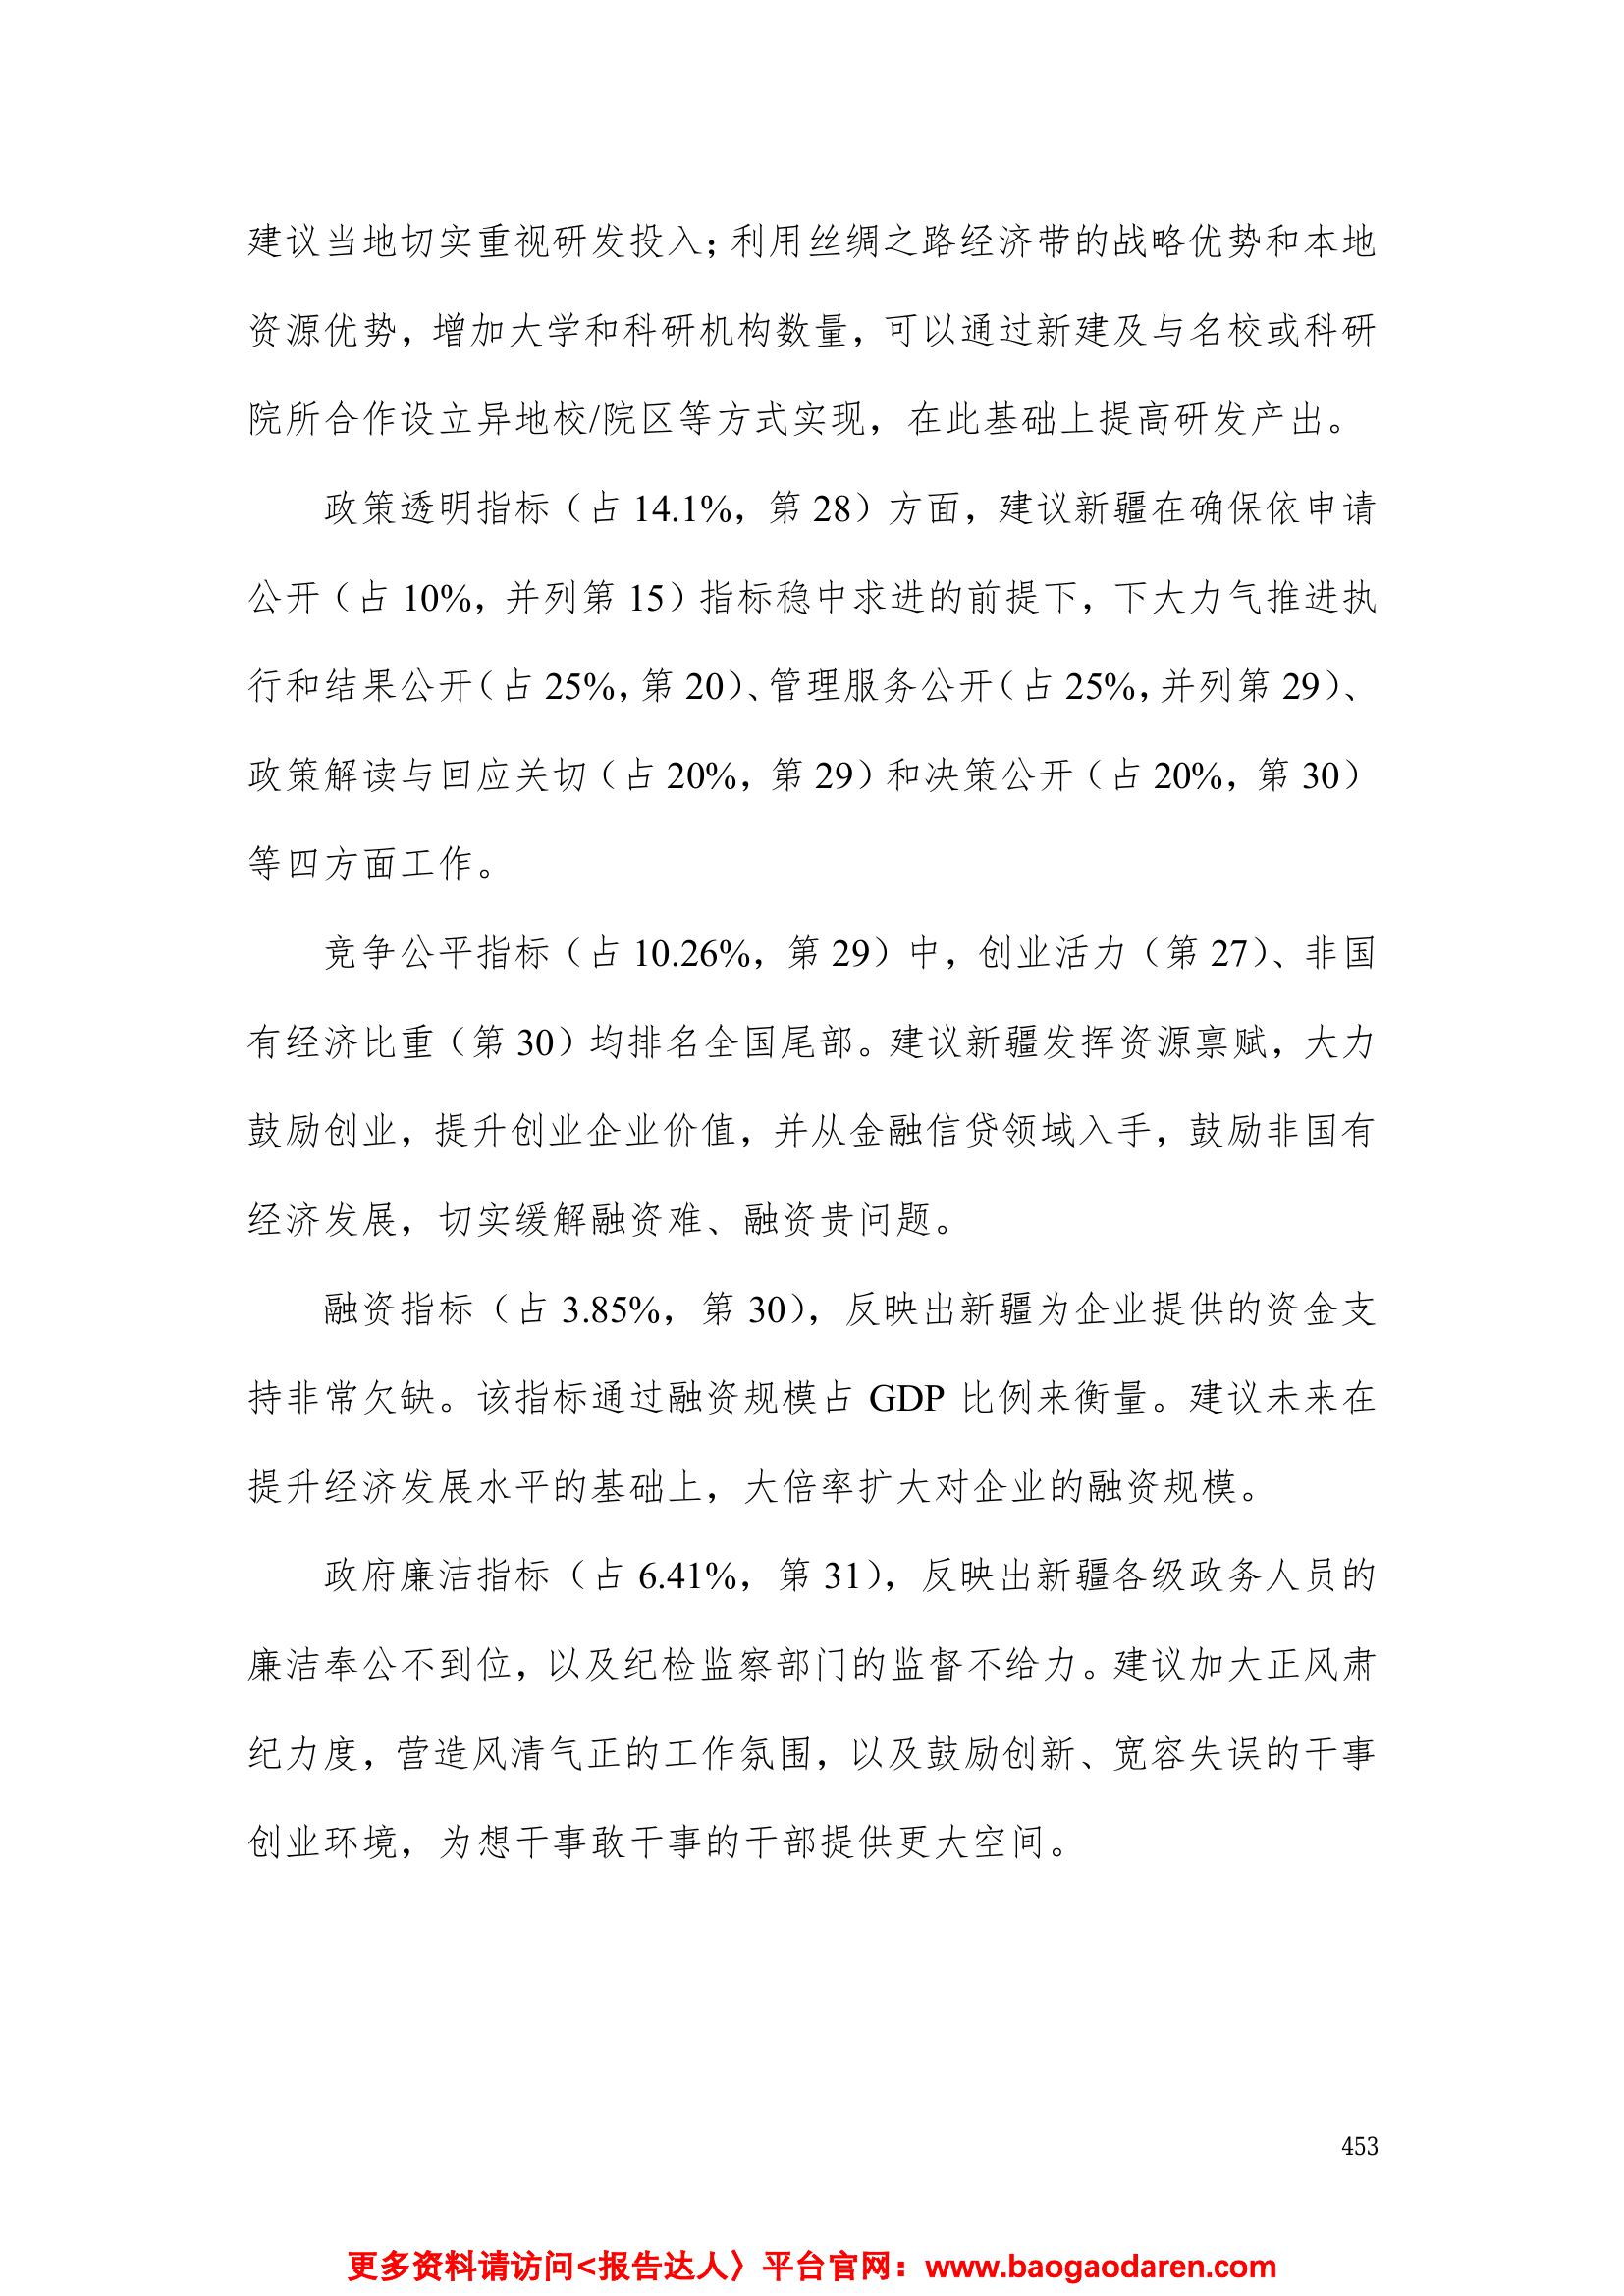 建议当地切实重视研发投入；利用丝绸之路经济带的战略优势和本地
资源优势，增加大学和科研机构数量，可以通过新建及与名校或科研
院所合作设立异地校/院区等方式实现，在此基础上提高研发产出。
政策透明指标（占 14.1%，第 28）方面，建议新疆在确保依申请
公开（占 10%，并列第 15）指标稳中求进的前提下，下大力气推进执
行和结果公开（占 25%，第 20）、管理服务公开（占 25%，并列第 29）、
政策解读与回应关切（占 20%，第 29）和决策公开（占 20%，第 30）
等四方面工作。
竞争公平指标（占 10.26%，第 29）中，创业活力（第 27）、非国
有经济比重（第 30）均排名全国尾部。建议新疆发挥资源禀赋，大力
鼓励创业，提升创业企业价值，并从金融信贷领域入手，鼓励非国有
经济发展，切实缓解融资难、融资贵问题。
融资指标（占 3.85%，第 30），反映出新疆为企业提供的资金支
持非常欠缺。该指标通过融资规模占 GDP 比例来衡量。建议未来在
提升经济发展水平的基础上，大倍率扩大对企业的融资规模。
政府廉洁指标（占 6.41%，第 31），反映出新疆各级政务人员的
廉洁奉公不到位，以及纪检监察部门的监督不给力。建议加大正风肃
纪力度，营造风清气正的工作氛围，以及鼓励创新、宽容失误的干事
创业环境，为想干事敢干事的干部提供更大空间。
453
更多资料请访问<报告达人〉平台官网：www.baogaodaren.com